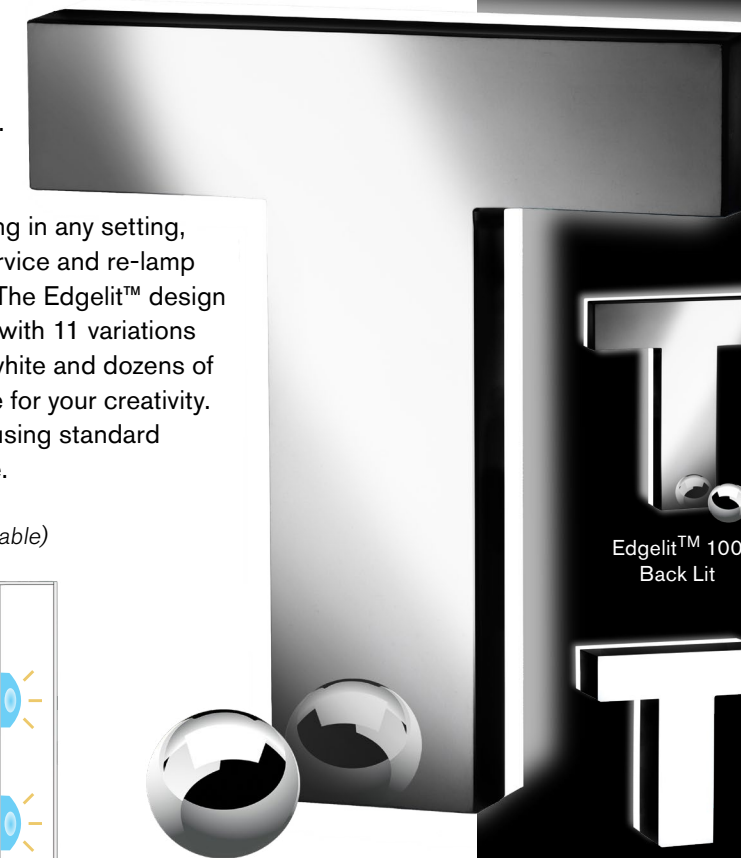 ng in any setting,
rvice and re-lamp
The Edgelit™ design
with 11 variations
white and dozens of
e for your creativity.
using standard
e.
able)
Edgelit™ 100
Back Lit